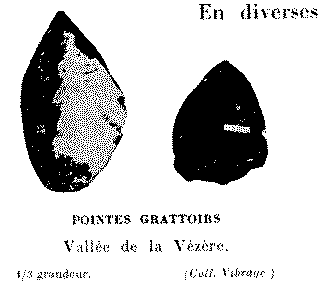 En diverses
POINTES GRATTOIRS
Vallée de la Vézère.
1/3 grandeur.
(Coll. Vibraye)